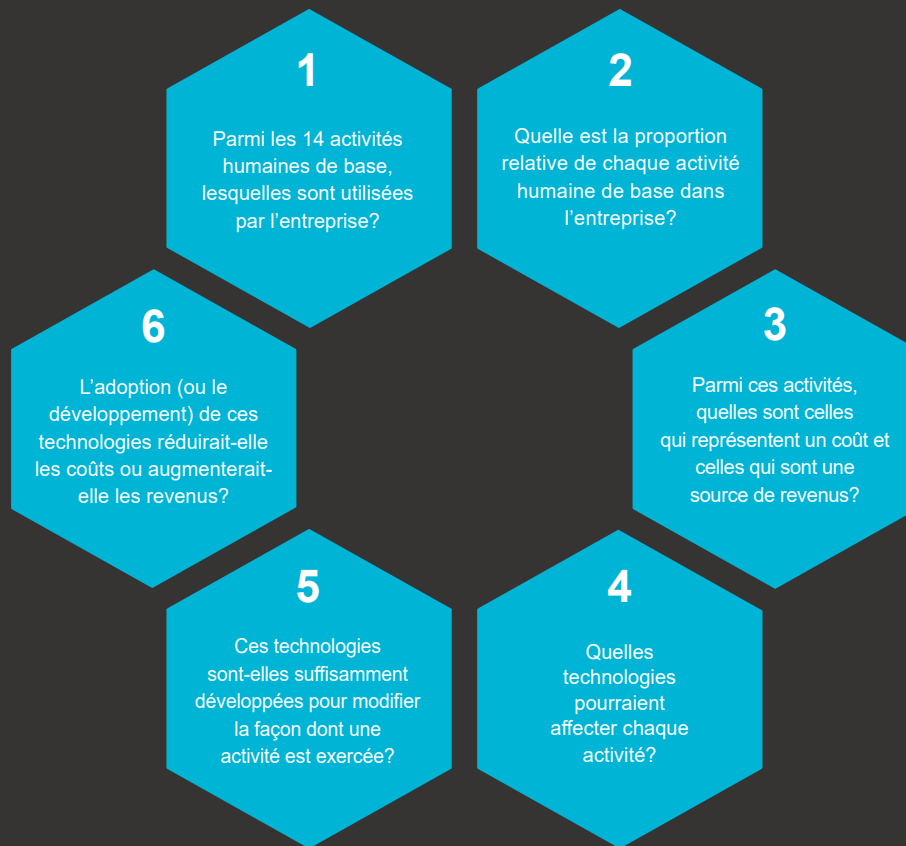 1
Parmi les 14 activités
humaines de base,
lesquelles sont utilisées
par l’entreprise?
2
Quelle est la proportion
relative de chaque activité
humaine de base dans
l’entreprise?
3
Parmi ces activités,
quelles sont celles
qui représentent un coût et
celles qui sont une
source de revenus?
4
Quelles
technologies
pourraient
affecter chaque
activité?
5
Ces technologies
sont-elles suffisamment
développées pour modifier
la façon dont une
activité est exercée?
6
L’adoption (ou le
développement) de ces
technologies réduirait-elle
les coûts ou augmenterait-
elle les revenus?